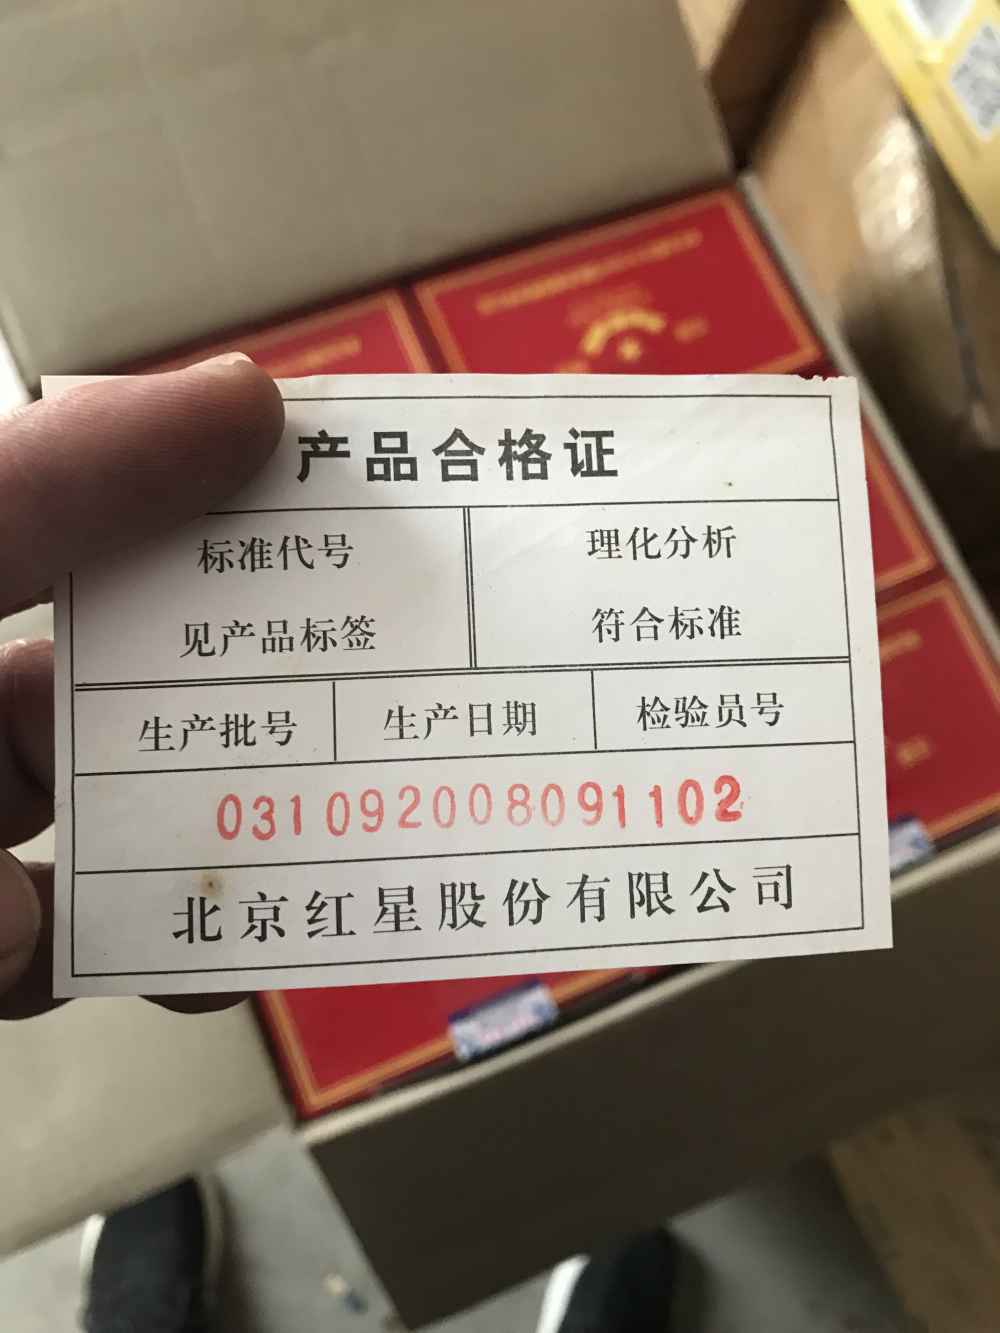 产品合格证
标准代号
理化分析
见产品标签
符合标准
生产批号 生产日期 检验员号
031092008091102
北京红星股份有限公司